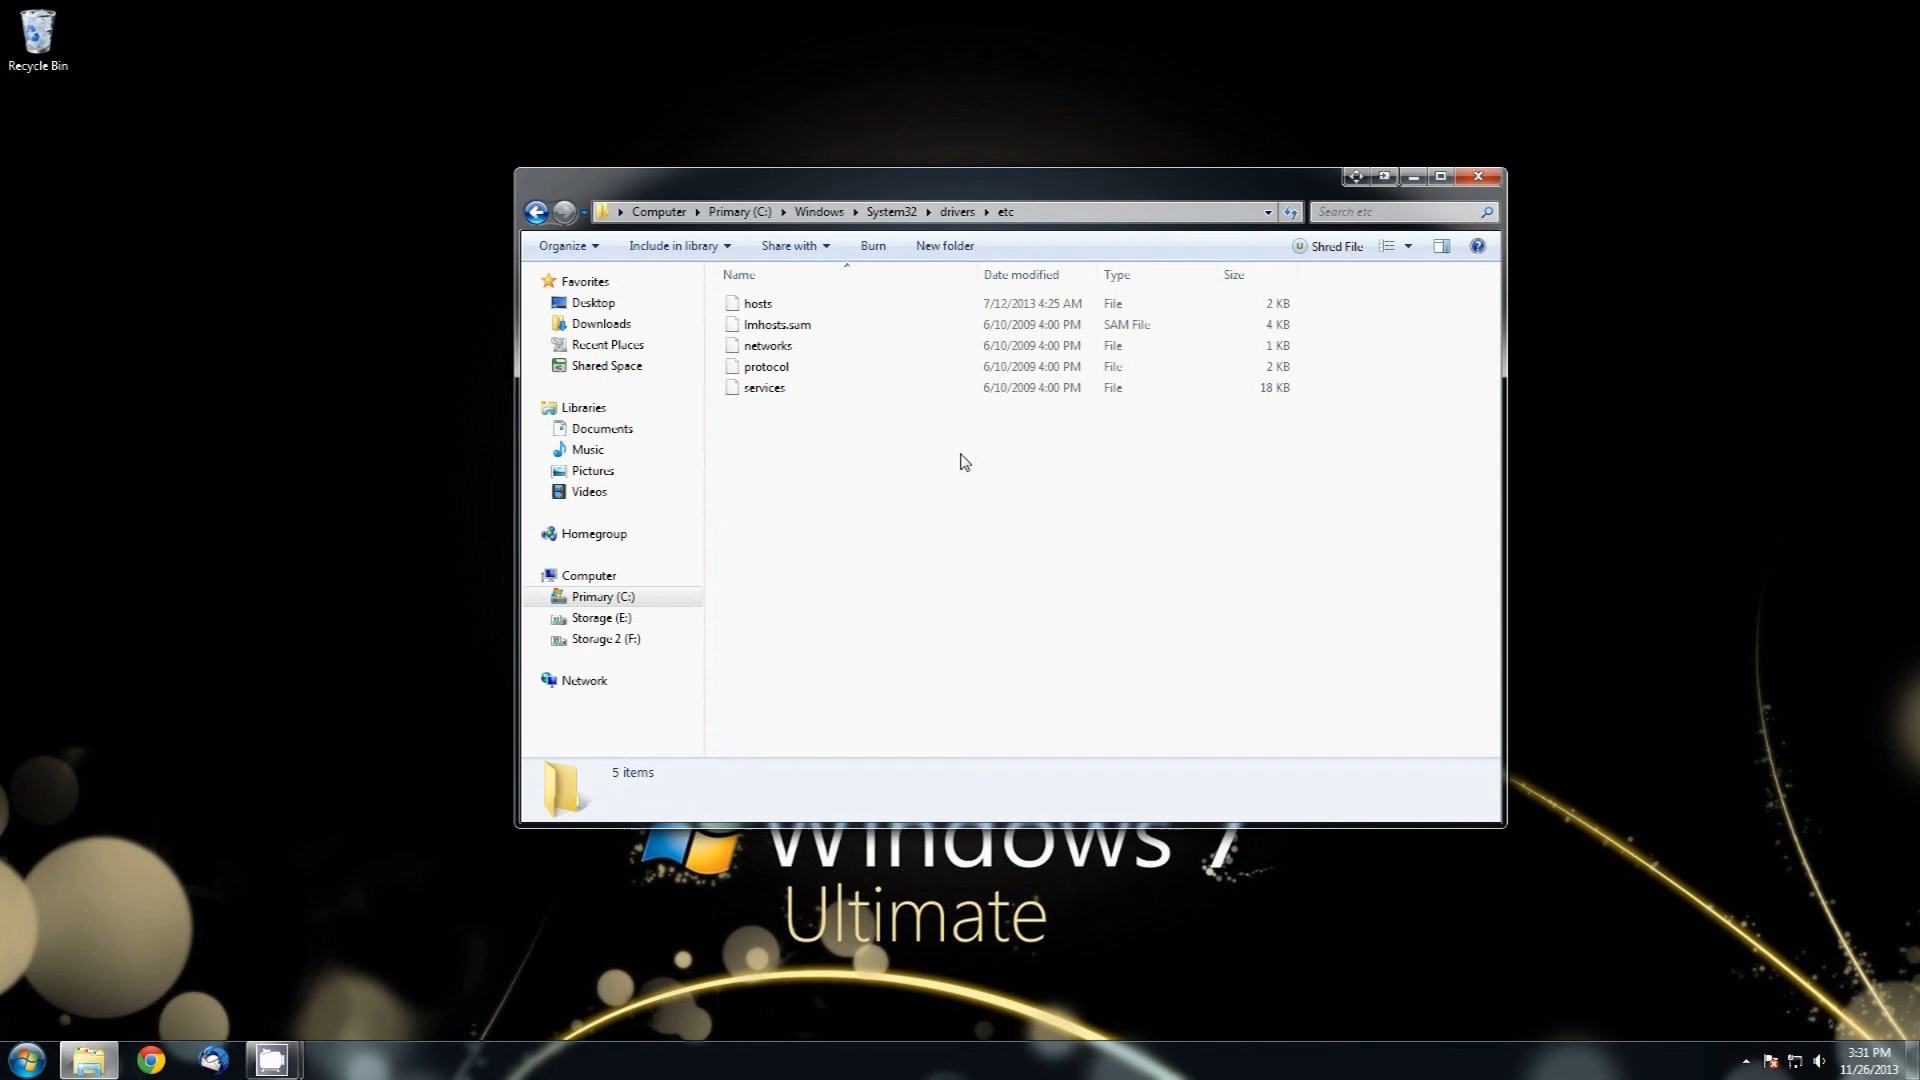 Recycle Bin
Computer Primary (C:) Windows System32 drivers etc
Search etc
Organize Include in library Share with Burn New folder Shred File
Name Date modified Type Size
Favorites
Desktop
Downloads
Recent Places
Shared Space
Libraries
Documents
Music
Pictures
Videos
Homegroup
Computer
Primary (C:)
Storage (E:)
Storage 2 (F:)
Network
hosts 7/12/2013 4:25 AM File 2 KB
lmhosts.sam 6/10/2009 4:00 PM SAM File 4 KB
networks 6/10/2009 4:00 PM File 1 KB
protocol 6/10/2009 4:00 PM File 2 KB
services 6/10/2009 4:00 PM File 18 KB
5 items
Windows 7
Ultimate
3:31 PM
11/26/2013